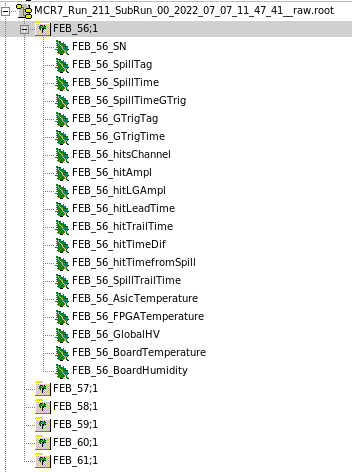 MCR7_Run_211_SubRun_00_2022_07_07_11_47_41__raw.root
FEB_56;1
FEB_56_SN
FEB_56_SpillTag
FEB_56_SpillTime
FEB_56_SpillTimeGTrig
FEB_56_GTrigTag
FEB_56_GTrigTime
FEB_56_hitsChannel
FEB_56_hitAmpl
FEB_56_hitLGAmpl
FEB_56_hitLeadTime
FEB_56_hitTrailTime
FEB_56_hitTimeDif
FEB_56_hitTimefromSpill
FEB_56_SpillTrailTime
FEB_56_AsicTemperature
FEB_56_FPGATemperature
FEB_56_GlobalHV
FEB_56_BoardTemperature
FEB_56_BoardHumidity
FEB_57;1
FEB_58;1
FEB_59;1
FEB_60;1
FEB_61;1